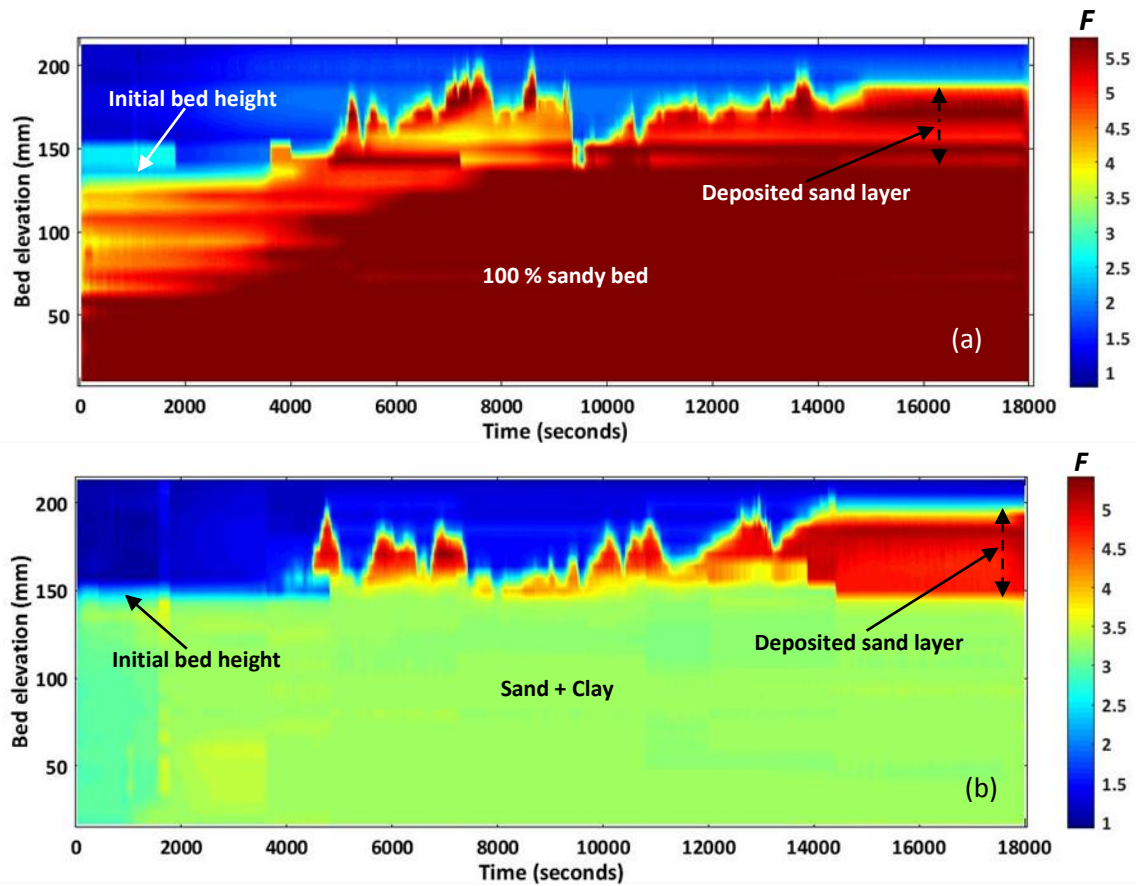 F
200
150
100
50
Bed elevation (mm)
Initial bed height
Deposited sand layer
100 % sandy bed
(a)
0 2000 4000 6000 8000 10000 12000 14000 16000 18000
Time (seconds)
5.5
5
4.5
4
3.5
3
2.5
2
1.5
1
F
200
150
100
50
Bed elevation (mm)
Initial bed height
Deposited sand layer
Sand + Clay
(b)
0 2000 4000 6000 8000 10000 12000 14000 16000 18000
Time (seconds)
5
4.5
4
3.5
3
2.5
2
1.5
1